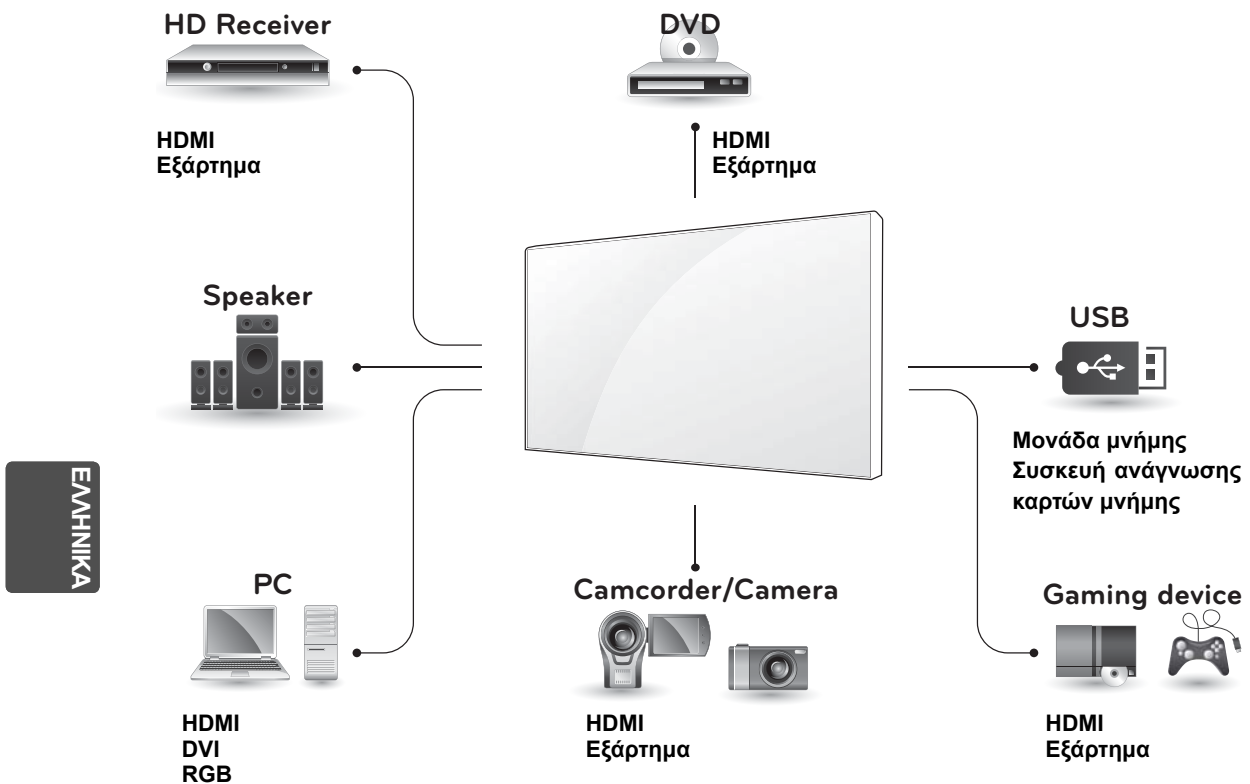 HD Receiver
HDMI
Εξάρτημα
DVD
HDMI
Εξάρτημα
Speaker
USB
Μονάδα μνήμης
Συσκευή ανάγνωσης
καρτών μνήμης
ΕΛΛΗΝΙΚΑ
PC
HDMI
DVI
RGB
Camcorder/Camera
HDMI
Εξάρτημα
Gaming device
HDMI
Εξάρτημα